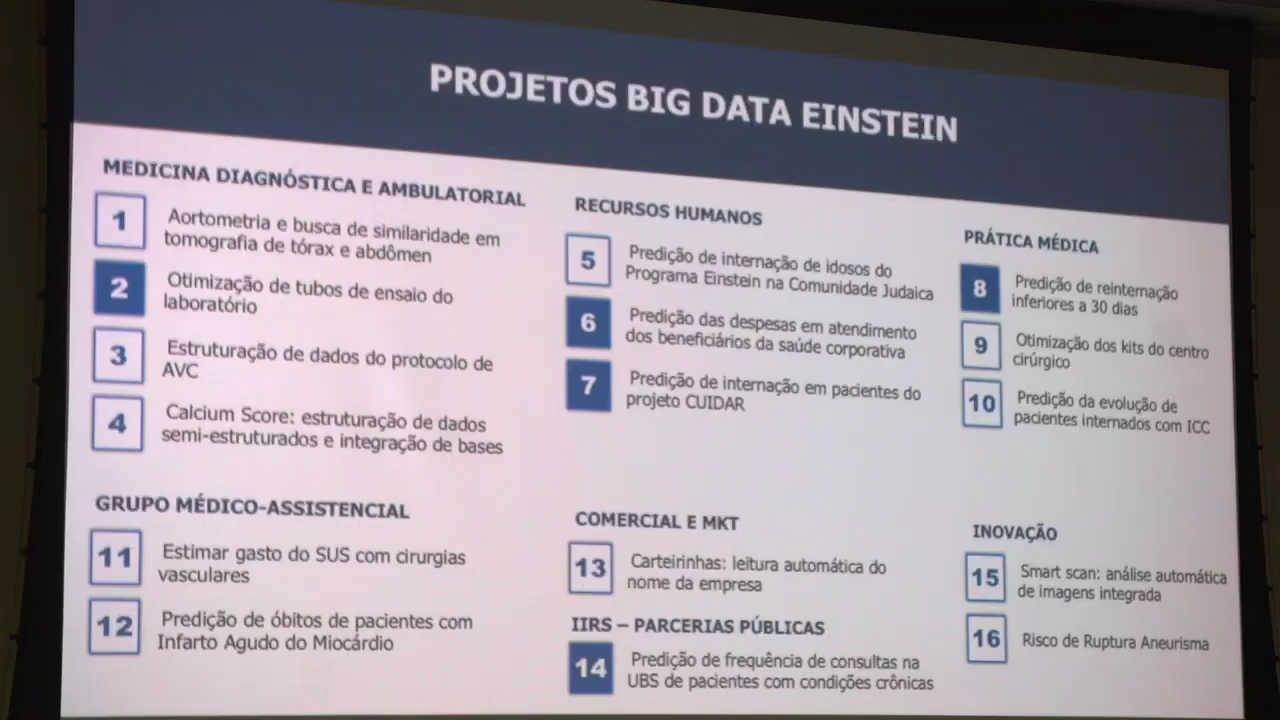 PROJETOS BIG DATA EINSTEIN
MEDICINA DIAGNÓSTICA E AMBULATORIAL
1 Aortometria e busca de similaridade em
tomografia de tórax e abdômen
2 Otimização de tubos de ensaio do
laboratório
3 Estruturação de dados do protocolo de
AVC
4 Calcium Score: estruturação de dados
semi-estruturados e integração de bases
RECURSOS HUMANOS
5 Predição de internação de idosos do
Programa Einstein na Comunidade Judaica
6 Predição das despesas em atendimento
dos beneficiários da saúde corporativa
7 Predição de internação em pacientes do
projeto CUIDAR
PRÁTICA MÉDICA
8 Predição de reinternação
inferiores a 30 dias
9 Otimização dos kits do centro
cirúrgico
10 Predição da evolução de
pacientes internados com ICC
GRUPO MÉDICO-ASSISTENCIAL
11 Estimar gasto do SUS com cirurgias
vasculares
12 Predição de óbitos de pacientes com
Infarto Agudo do Miocárdio
COMERCIAL E MKT
13 Carteirinhas: leitura automática do
nome da empresa
IIRS – PARCERIAS PÚBLICAS
14 Predição de frequência de consultas na
UBS de pacientes com condições crônicas
INOVAÇÃO
15 Smart scan: análise automática
de imagens integrada
16 Risco de Ruptura Aneurisma